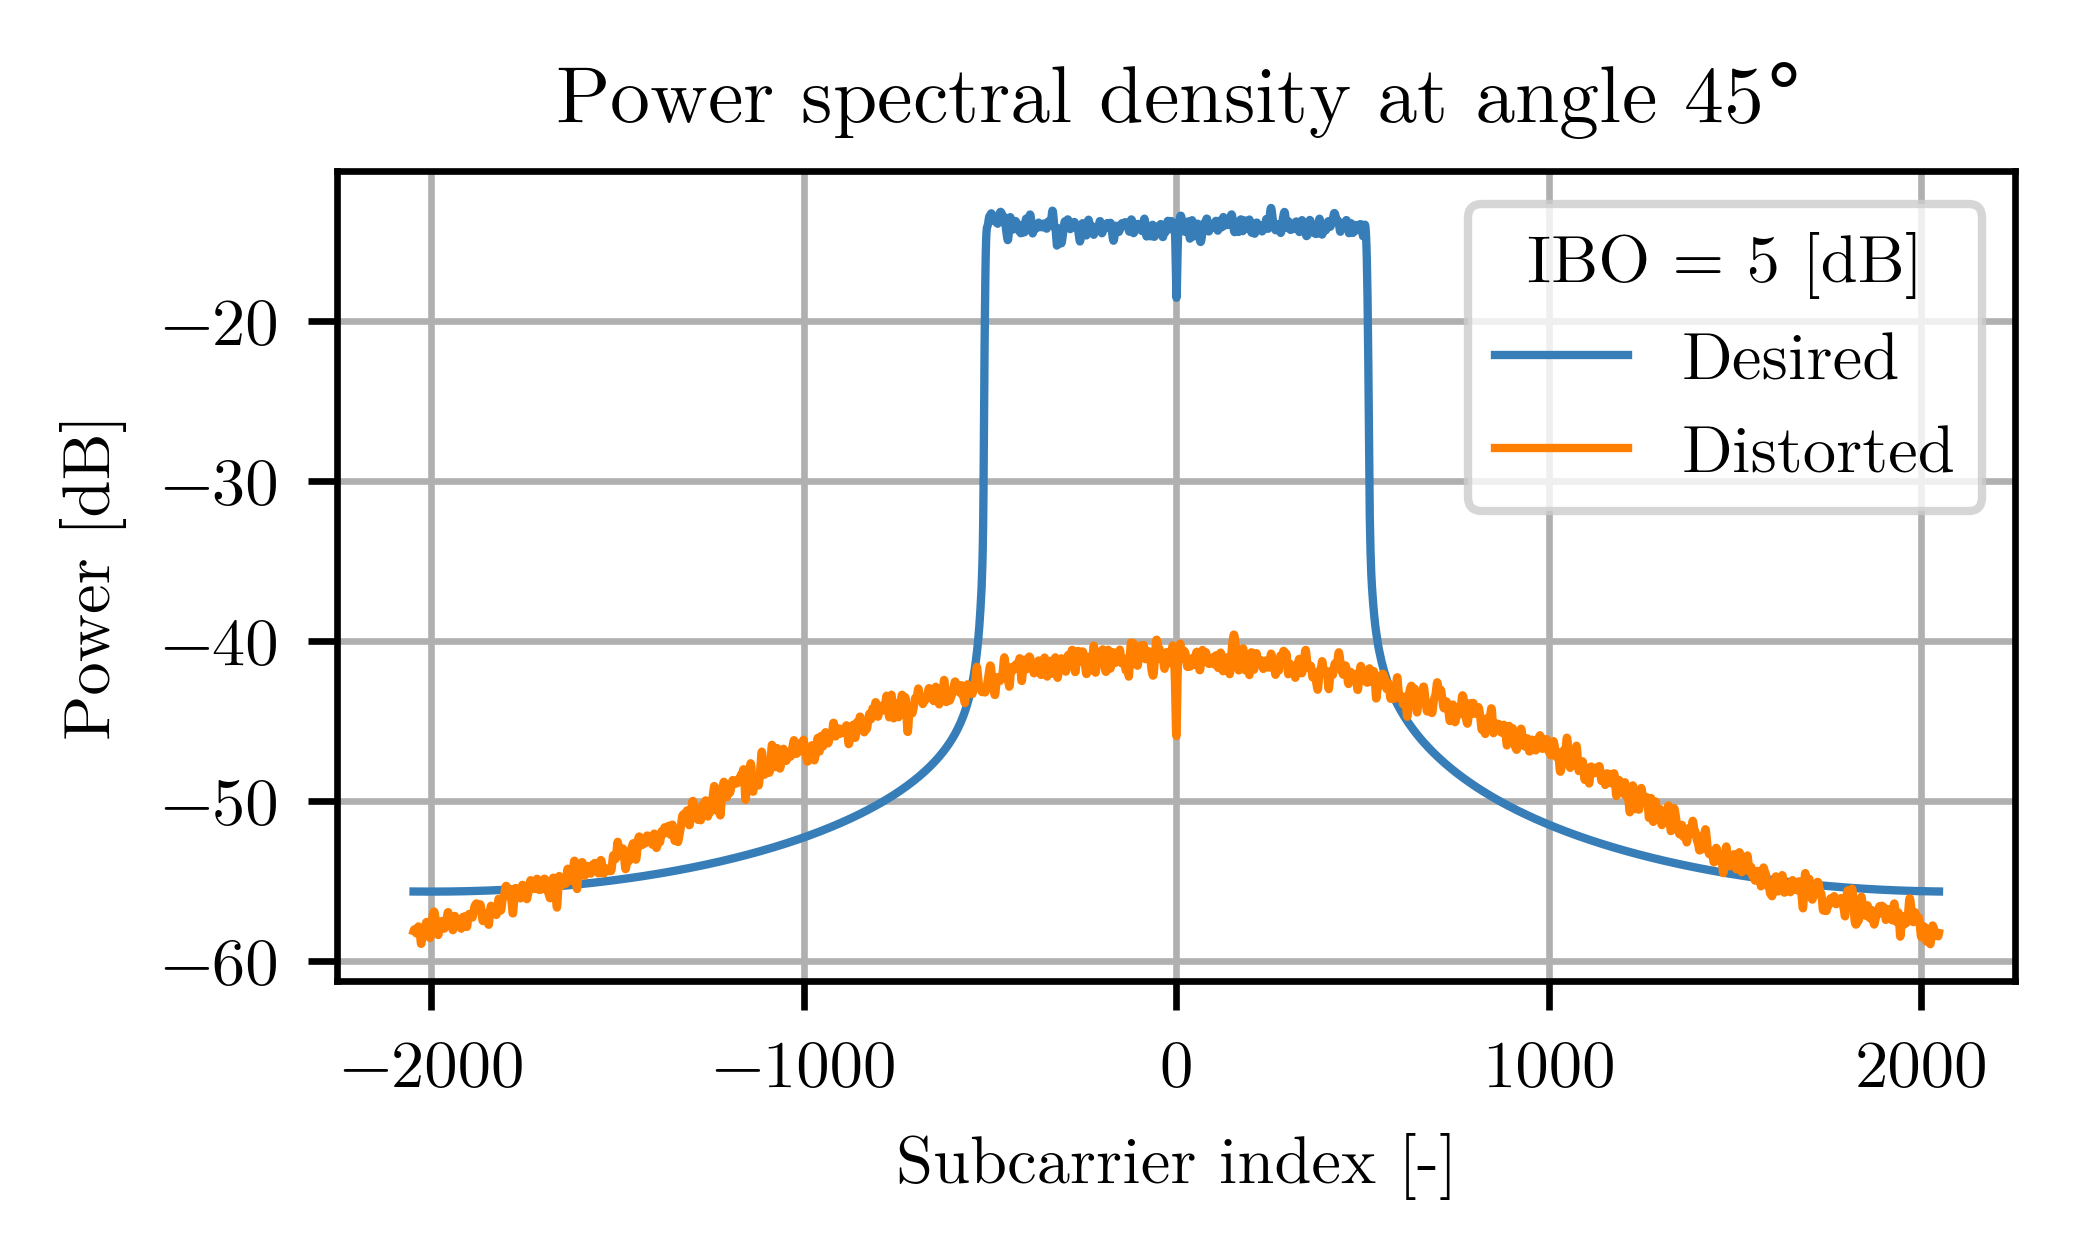 Power spectral density at angle 45°
IBO = 5 [dB]
Desired
Distorted
Power [dB]
−20
−30
−40
−50
−60
−2000
−1000
0
1000
2000
Subcarrier index [-]